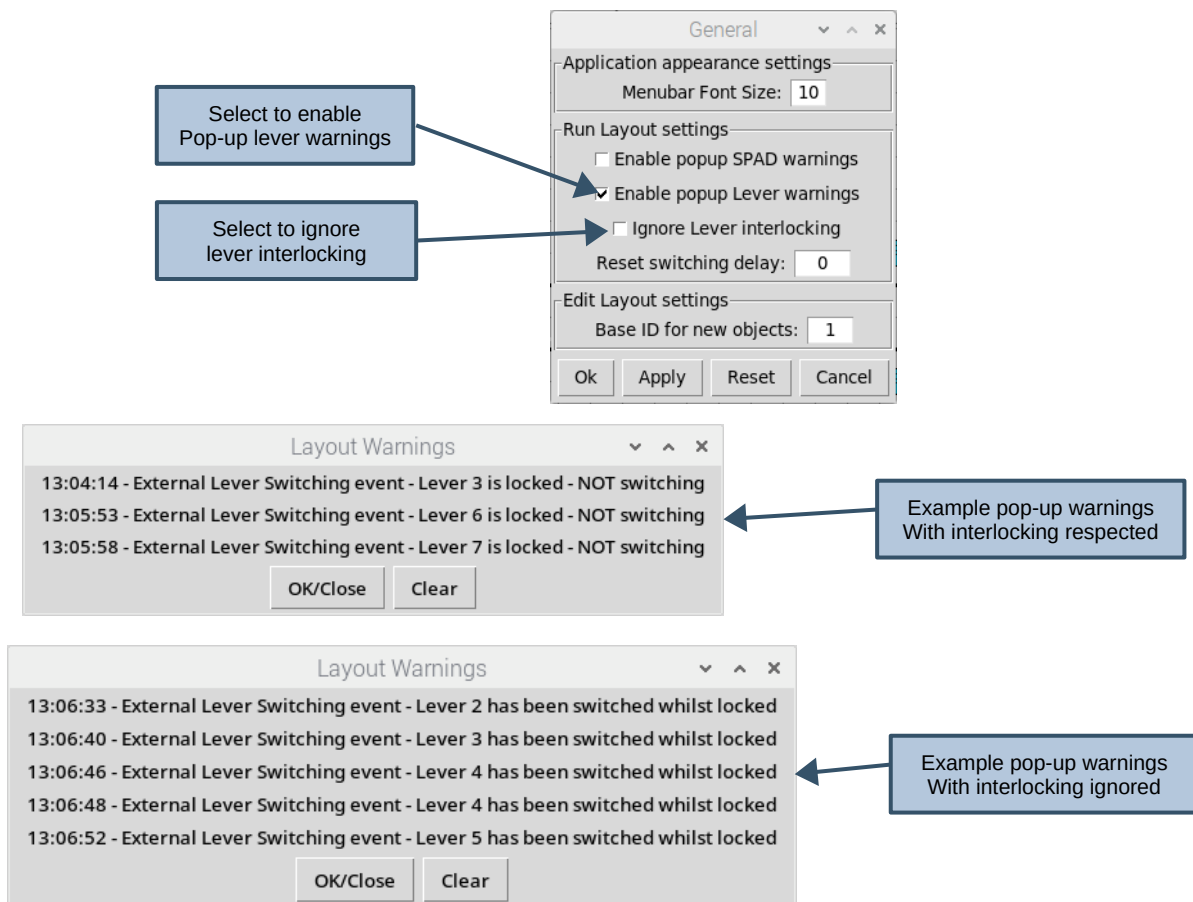 General
Application appearance settings
Menubar Font Size: 10
Select to enable
Pop-up lever warnings
Run Layout settings
Enable popup SPAD warnings
Enable popup Lever warnings
Select to ignore
lever interlocking
Ignore Lever interlocking
Reset switching delay: 0
Edit Layout settings
Base ID for new objects: 1
Ok Apply Reset Cancel
Layout Warnings
13:04:14 - External Lever Switching event - Lever 3 is locked - NOT switching
13:05:53 - External Lever Switching event - Lever 6 is locked - NOT switching
13:05:58 - External Lever Switching event - Lever 7 is locked - NOT switching
OK/Close Clear
Example pop-up warnings
With interlocking respected
Layout Warnings
13:06:33 - External Lever Switching event - Lever 2 has been switched whilst locked
13:06:40 - External Lever Switching event - Lever 3 has been switched whilst locked
13:06:46 - External Lever Switching event - Lever 4 has been switched whilst locked
13:06:48 - External Lever Switching event - Lever 4 has been switched whilst locked
13:06:52 - External Lever Switching event - Lever 5 has been switched whilst locked
OK/Close Clear
Example pop-up warnings
With interlocking ignored